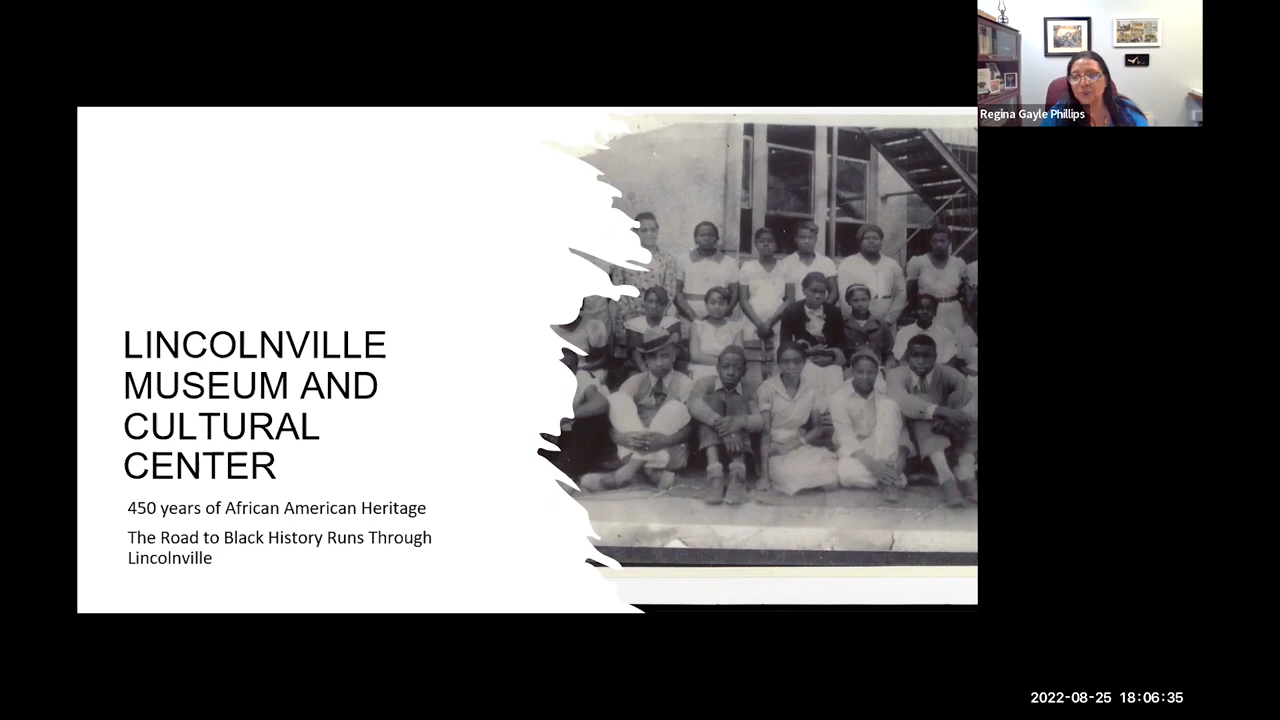 Regina Gayle Phillips
LINCOLNVILLE
MUSEUM AND
CULTURAL
CENTER
450 years of African American Heritage
The Road to Black History Runs Through
Lincolnville
2022-08-25 18:06:35